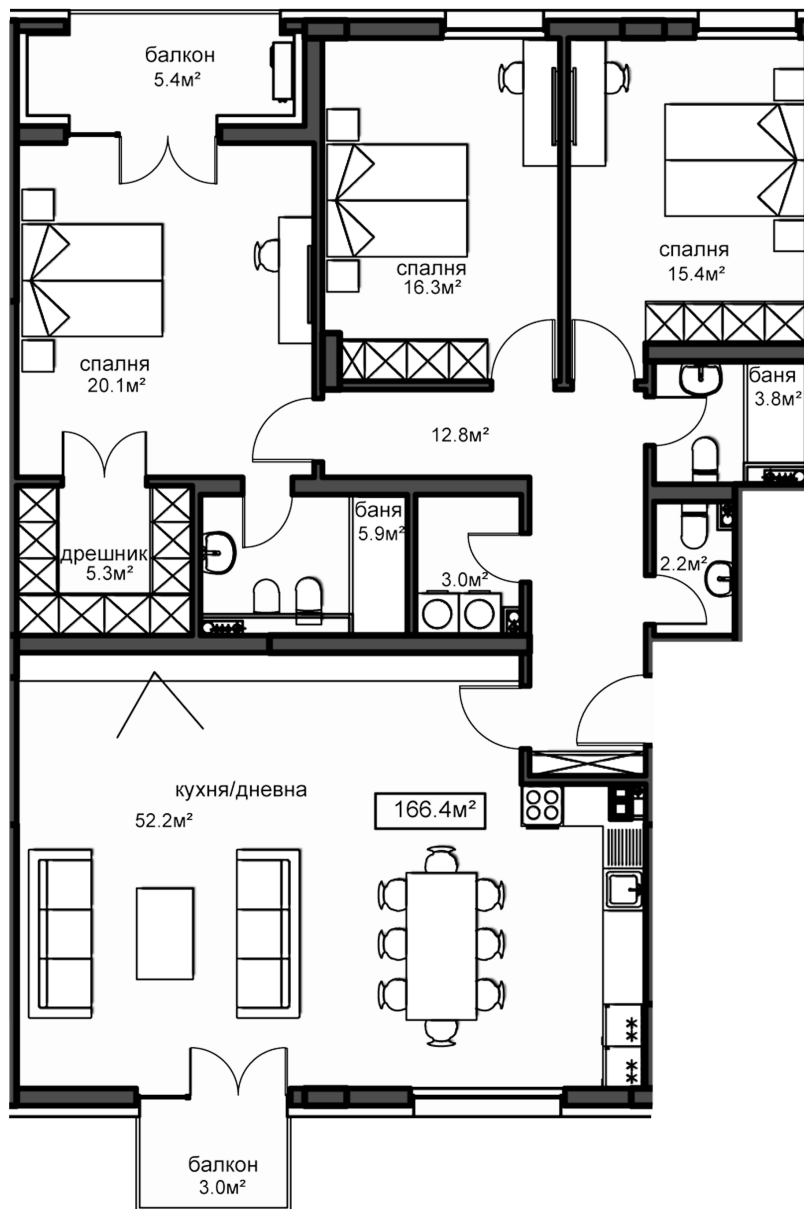 балкон
5.4м²
спалня
16.3м²
спалня
15.4м²
спалня
20.1м²
баня
3.8м²
12.8м²
дрешник
5.3м²
баня
5.9м²
3.0м²
2.2м²
кухня/дневна
52.2м²
166.4м²
балкон
3.0м²